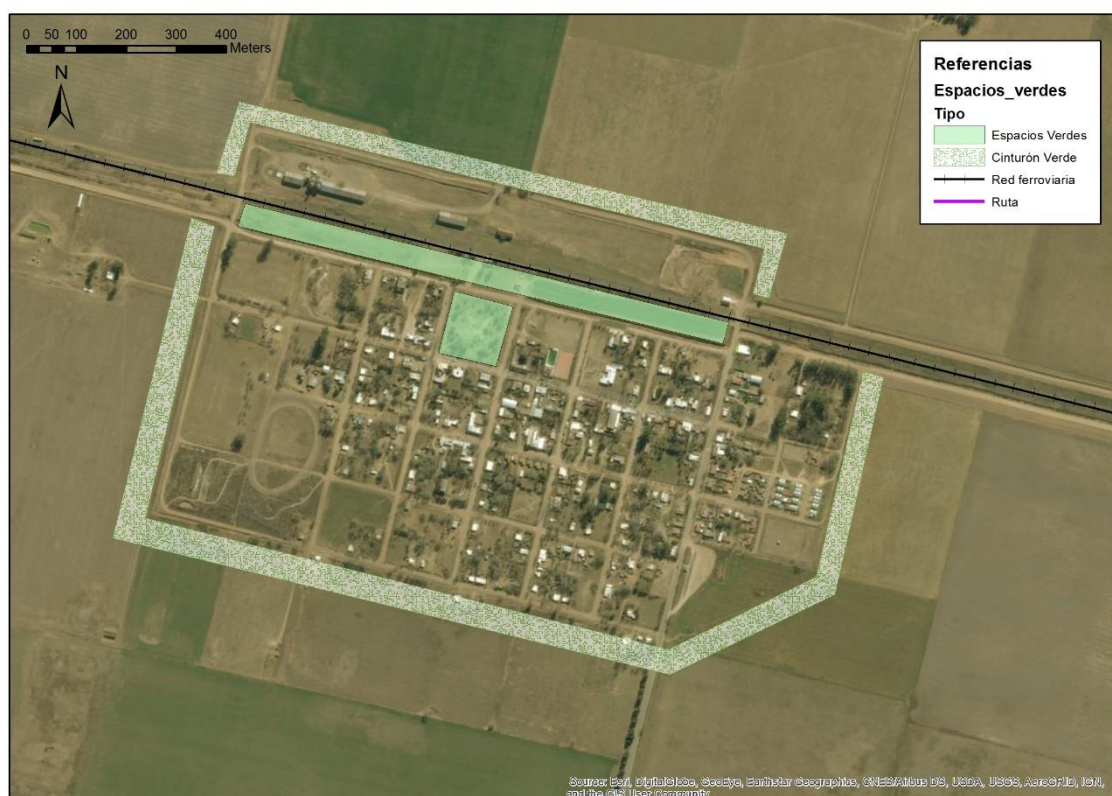 0 50 100 200 300 400
Meters
N
Referencias
Espacios_verdes
Tipo
Espacios Verdes
Cinturón Verde
Red ferroviaria
Ruta
Source: Esri, DigitalGlobe, GeoEye, Earthstar Geographics, CNES/Airbus DS, USDA, USGS, AeroGRID, IGN,
and the GIS User Community